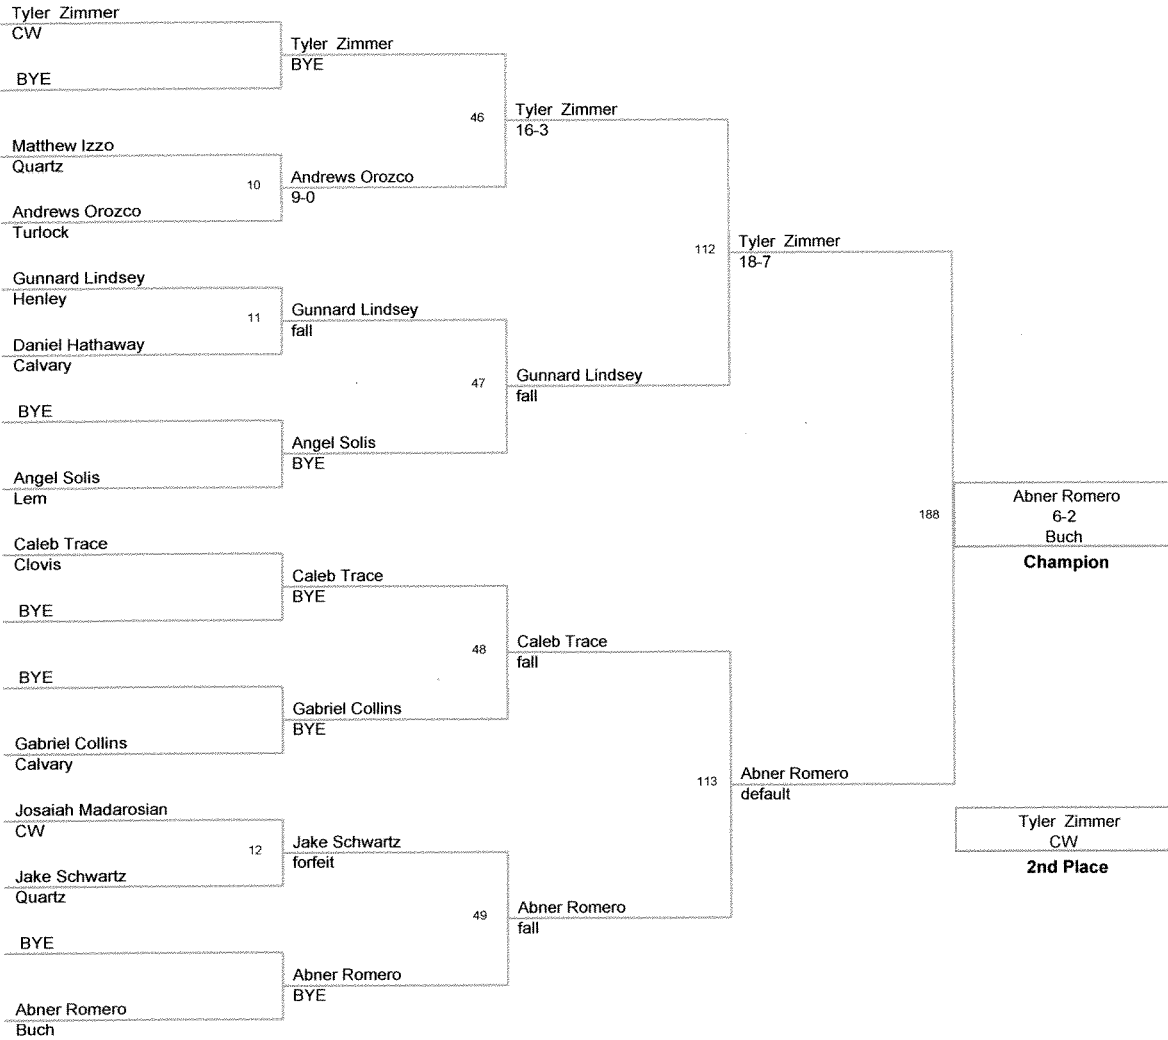 Tyler Zimmer
CW
BYE
Matthew Izzo
Quartz
Andrews Orozco
Turlock
Gunnard Lindsey
Henley
Daniel Hathaway
Calvary
BYE
Angel Solis
Lem
Caleb Trace
Clovis
BYE
BYE
Gabriel Collins
Calvary
Josaiah Madarosian
CW
Jake Schwartz
Quartz
BYE
Abner Romero
Buch
Tyler Zimmer
BYE
10
Andrews Orozco
9-0
11
Gunnard Lindsey
fall
Angel Solis
BYE
Caleb Trace
BYE
Gabriel Collins
BYE
12
Jake Schwartz
forfeit
Abner Romero
BYE
46
Tyler Zimmer
16-3
47
Gunnard Lindsey
fall
48
Caleb Trace
fall
49
Abner Romero
fall
112
Tyler Zimmer
18-7
113
Abner Romero
default
188
Abner Romero
6-2
Buch
Champion
Tyler Zimmer
CW
2nd Place